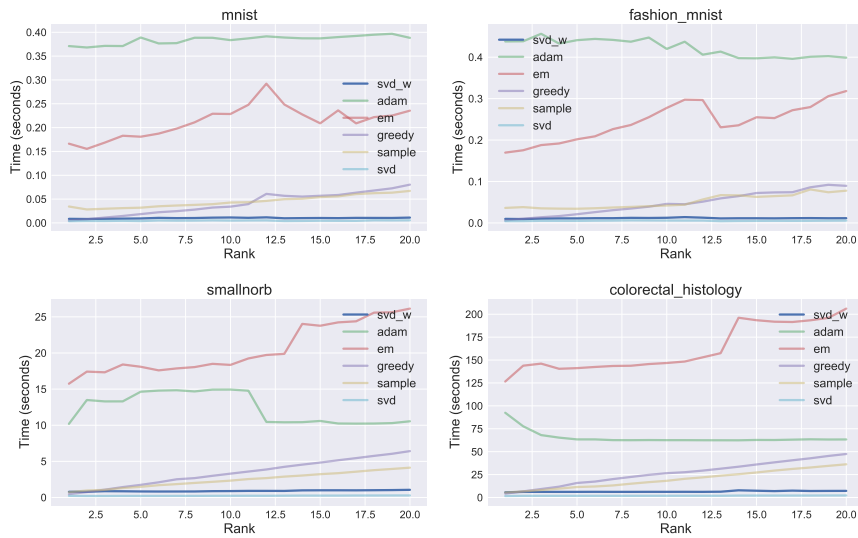 mnist
Time (seconds)
0.40
0.35
0.30
0.25
0.20
0.15
0.10
0.05
0.00
svd_w
adam
em
greedy
sample
svd
2.5 5.0 7.5 10.0 12.5 15.0 17.5 20.0
Rank
fashion_mnist
Time (seconds)
0.4
0.3
0.2
0.1
0.0
svd_w
adam
em
greedy
sample
svd
2.5 5.0 7.5 10.0 12.5 15.0 17.5 20.0
Rank
smallnorb
Time (seconds)
25
20
15
10
5
0
svd_w
adam
em
greedy
sample
svd
2.5 5.0 7.5 10.0 12.5 15.0 17.5 20.0
Rank
colorectal_histology
Time (seconds)
200
175
150
125
100
75
50
25
0
svd_w
adam
em
greedy
sample
svd
2.5 5.0 7.5 10.0 12.5 15.0 17.5 20.0
Rank